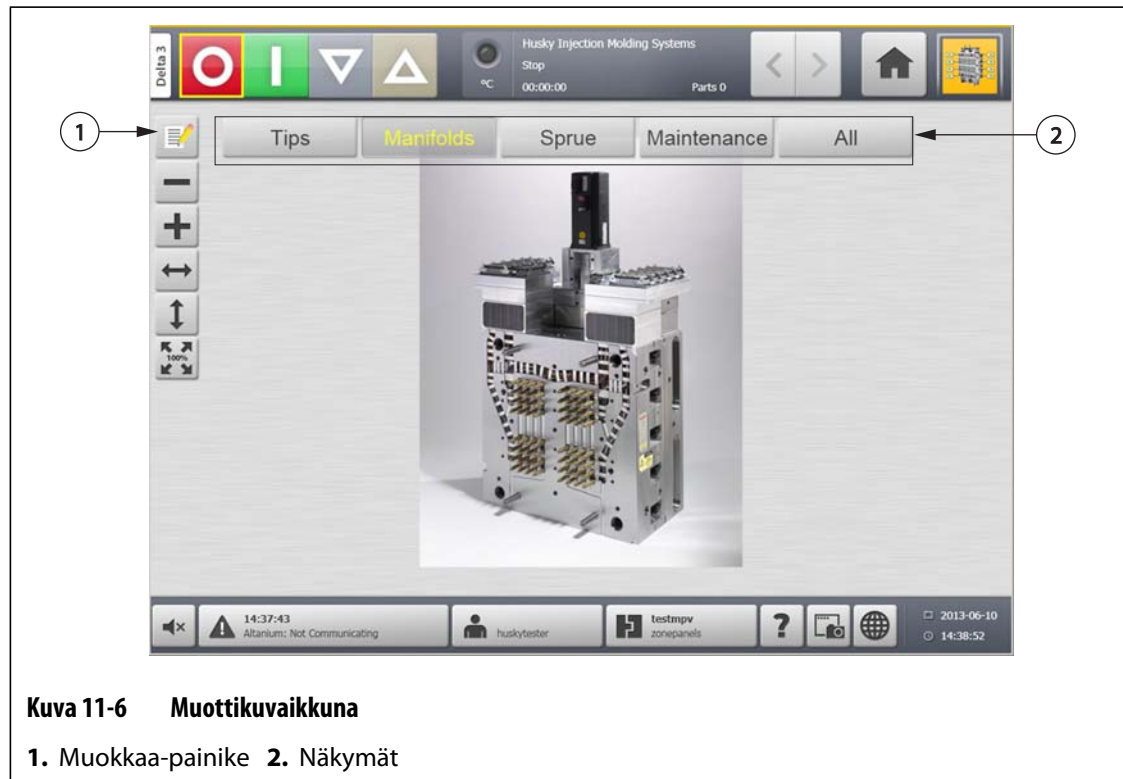 Delta 3
Husky Injection Molding Systems
Stop
°C
00:00:00
Parts 0
1
Tips
Manifolds
Sprue
Maintenance
All
2
100%
14:37:43
Altanium: Not Communicating
huskytester
testmpv
zonepanels
?
2013-06-10
14:38:52
Kuva 11-6 Muottikuvaikkuna
1. Muokkaa-painike 2. Näkymät